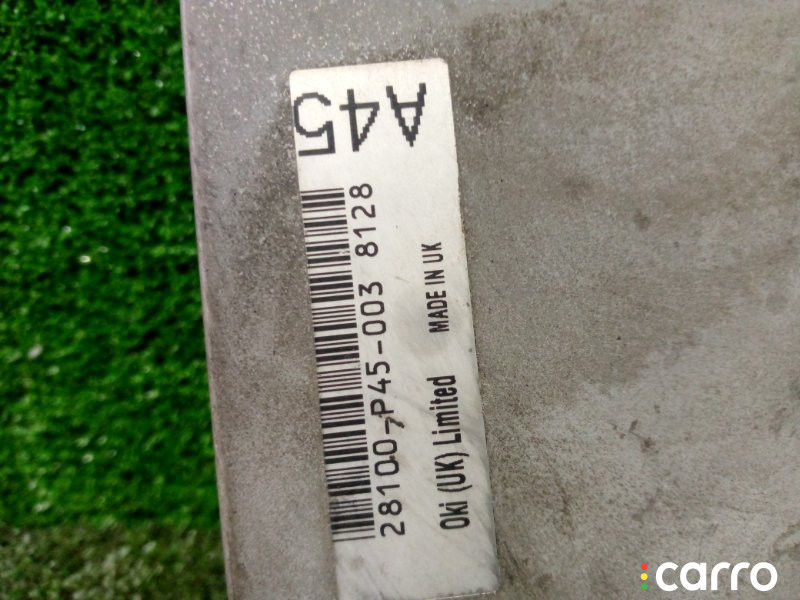 A45
28100-P45-003 8128
Oki (UK) Limited MADE IN UK
carro